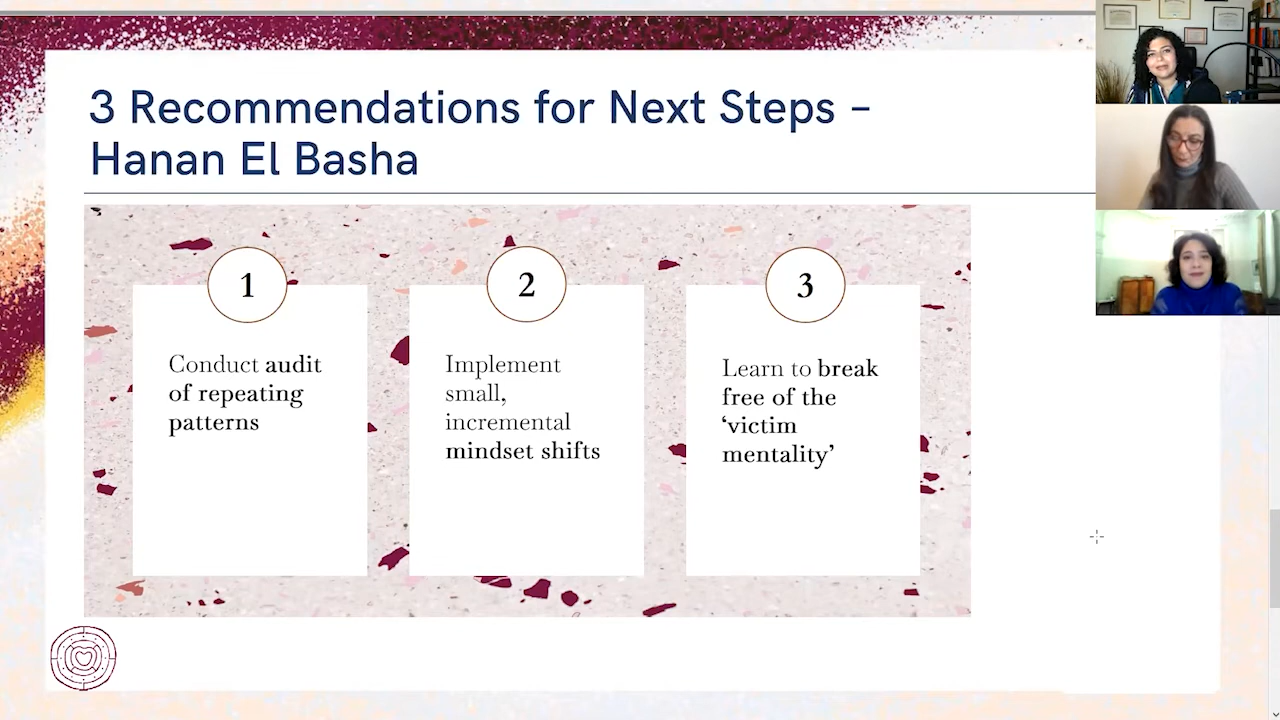 3 Recommendations for Next Steps –
Hanan El Basha
1
Conduct audit
of repeating
patterns
2
Implement
small,
incremental
mindset shifts
3
Learn to break
free of the
‘victim
mentality’